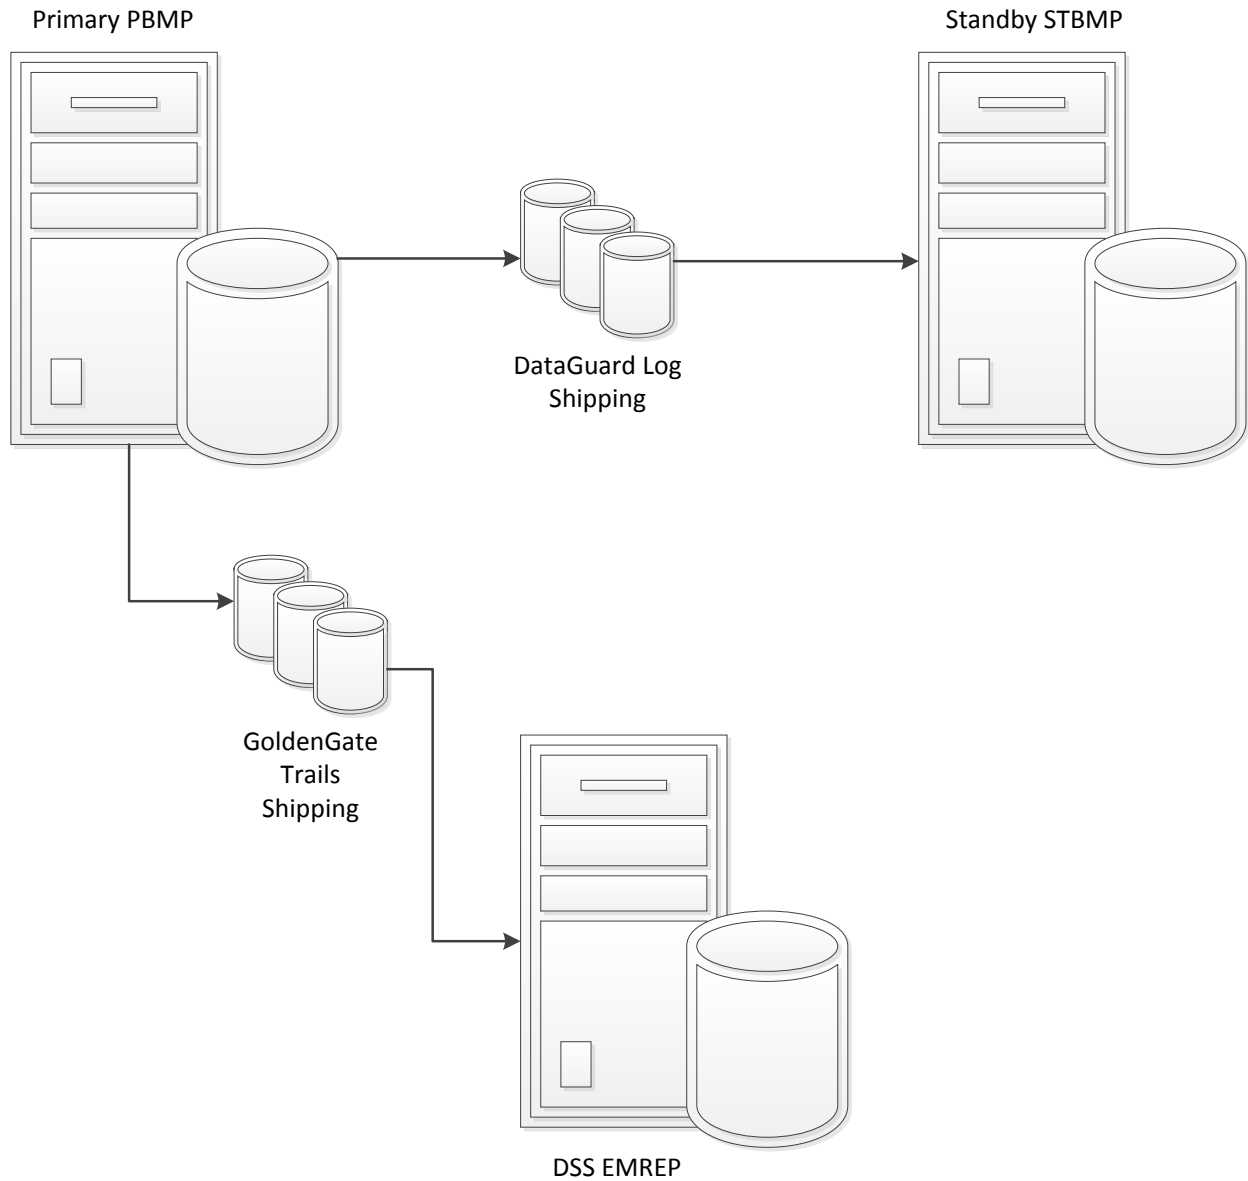 Primary PBMP
Standby STBMP
DataGuard Log
Shipping
GoldenGate
Trails
Shipping
DSS EMREP